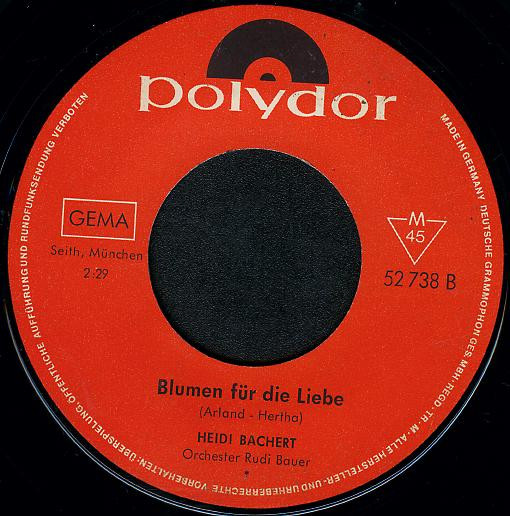 polydor
GEMA
Seith, München
2:29
M
45
52 738 B
Blumen für die Liebe
(Arland - Hertha)
HEIDI BACHERT
Orchester Rudi Bauer
*
MADE IN GERMANY DEUTSCHE GRAMMOPHON GES. MBH - REGD - TR - M - ALLE HERSTELLER - UND URHEBERRECHTE VORBEHALTEN · ÜBERSPIELUNG, ÖFFENTLICHE AUFFÜHRUNG UND RUNDFUNKSENDUNG VERBOTEN